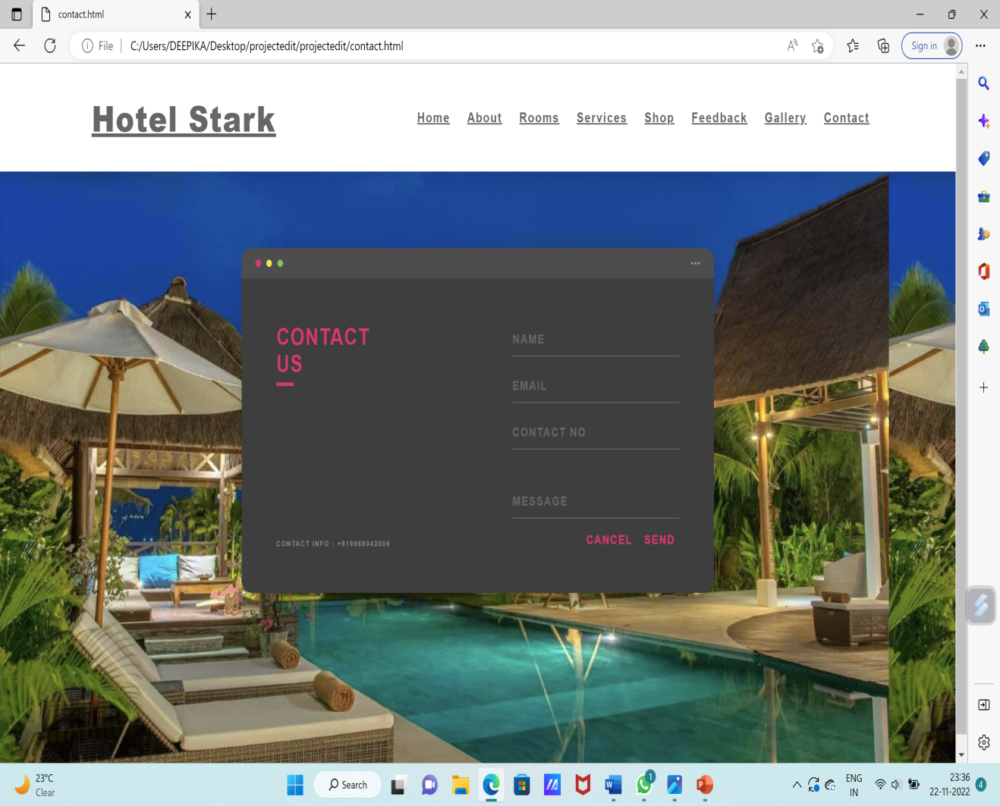 contact.html
File
C:/Users/DEEPIKA/Desktop/projectedit/projectedit/contact.html
Sign in
Hotel Stark
Home About Rooms Services Shop Feedback Gallery Contact
CONTACT
US
NAME
EMAIL
CONTACT NO
MESSAGE
CANCEL SEND
CONTACT INFO : +919959042006
23°C
Clear
Search
1
ENG
IN
23:36
22-11-2022
4